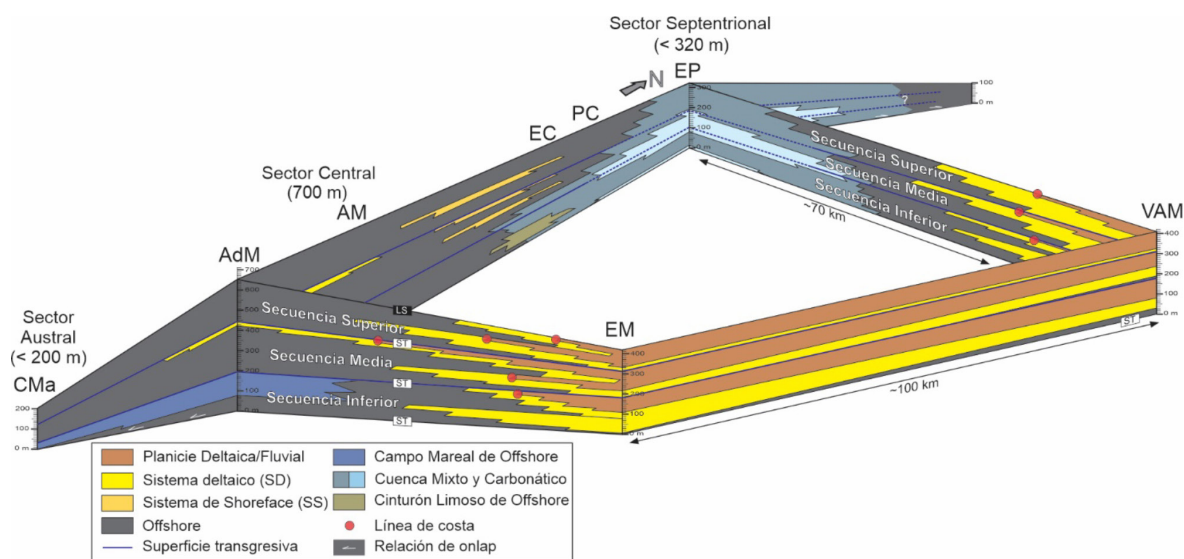 Sector Septentrional
(< 320 m)
N
EP
100
0 m
PC
EC
300
200
100
0 m
Sector Central
(700 m)
AM
Secuencia Superior
Secuencia Media
Secuencia Inferior
?
~70 km
VAM
400
300
200
100
0 m
AdM
700
600
500
400
300
200
100
0 m
Sector
Austral
(< 200 m)
CMa
200
100
0 m
LS
Secuencia Superior
ST
Secuencia Media
ST
Secuencia Inferior
ST
EM
400
300
200
100
0 m
ST
~100 km
Planicie Deltaica/Fluvial
Sistema deltaico (SD)
Sistema de Shoreface (SS)
Offshore
Superficie transgresiva
Campo Mareal de Offshore
Cuenca Mixto y Carbonático
Cinturón Limoso de Offshore
Línea de costa
Relación de onlap